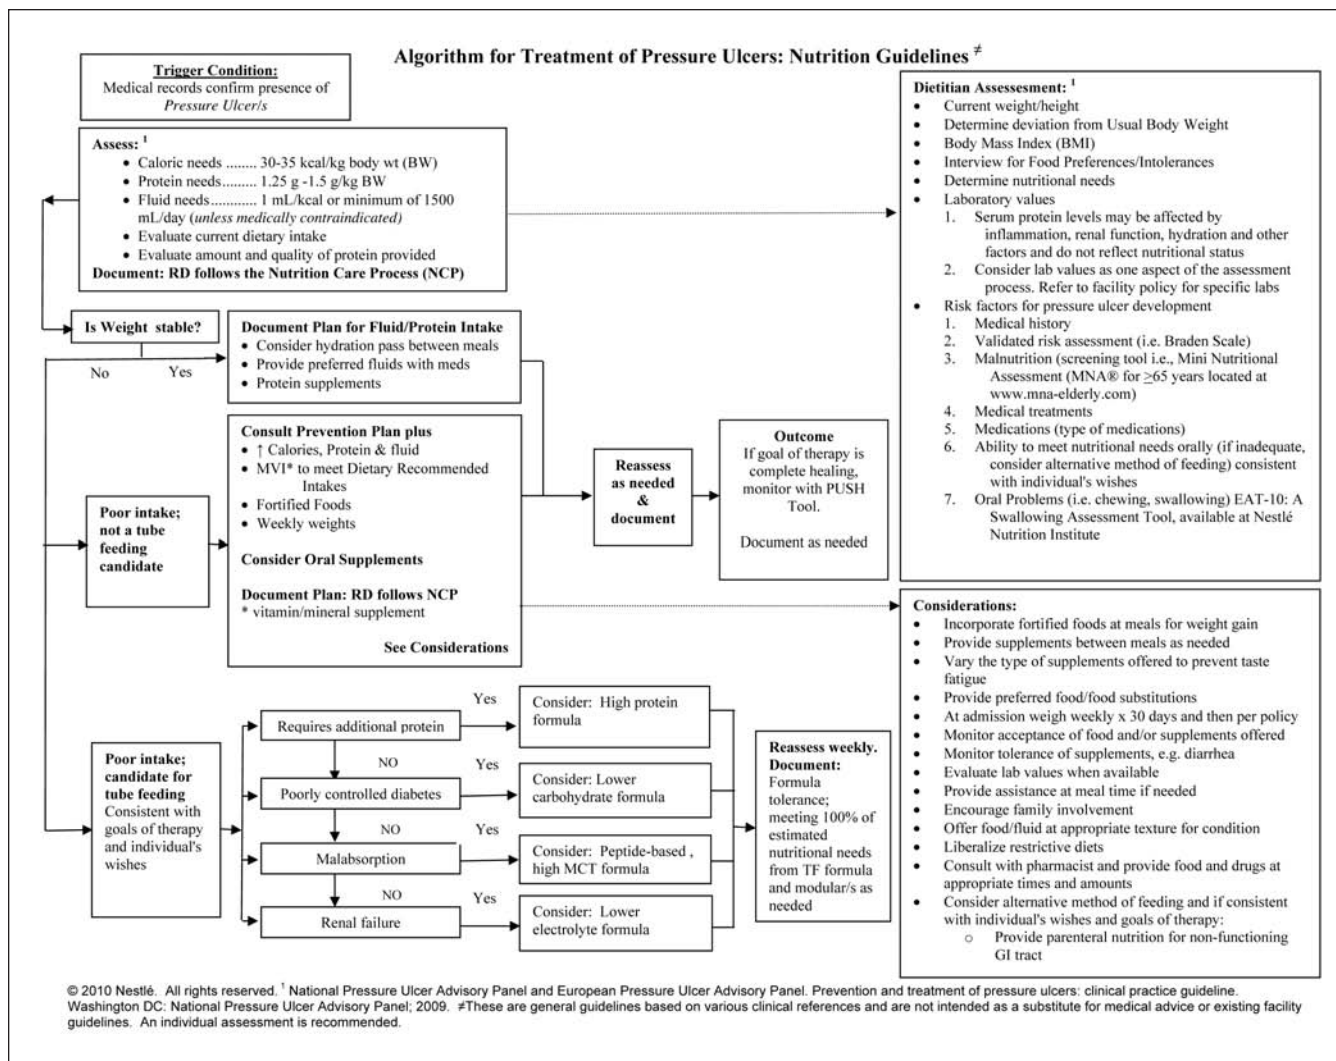 Algorithm for Treatment of Pressure Ulcers: Nutrition Guidelines ≠
Trigger Condition:
Medical records confirm presence of
Pressure Ulcer/s
Assess: 1
• Caloric needs ........ 30-35 kcal/kg body wt (BW)
• Protein needs......... 1.25 g -1.5 g/kg BW
• Fluid needs............ 1 mL/kcal or minimum of 1500
mL/day (unless medically contraindicated)
• Evaluate current dietary intake
• Evaluate amount and quality of protein provided
Document: RD follows the Nutrition Care Process (NCP)
Is Weight stable?
No
Yes
Document Plan for Fluid/Protein Intake
• Consider hydration pass between meals
• Provide preferred fluids with meds
• Protein supplements
Poor intake;
not a tube
feeding
candidate
Consult Prevention Plan plus
• ↑ Calories, Protein & fluid
• MVI* to meet Dietary Recommended
Intakes
• Fortified Foods
• Weekly weights
Consider Oral Supplements
Document Plan: RD follows NCP
* vitamin/mineral supplement
See Considerations
Reassess
as needed
&
document
Outcome
If goal of therapy is
complete healing,
monitor with PUSH
Tool.
Document as needed
Poor intake;
candidate for
tube feeding
Consistent with
goals of therapy
and individual's
wishes
Requires additional protein
Yes
Consider: High protein
formula
NO
Poorly controlled diabetes
Yes
Consider: Lower
carbohydrate formula
NO
Malabsorption
Yes
Consider: Peptide-based ,
high MCT formula
NO
Renal failure
Yes
Consider: Lower
electrolyte formula
Reassess weekly.
Document:
Formula
tolerance;
meeting 100% of
estimated
nutritional needs
from TF formula
and modular/s as
needed
Dietitian Assessesment: 1
• Current weight/height
• Determine deviation from Usual Body Weight
• Body Mass Index (BMI)
• Interview for Food Preferences/Intolerances
• Determine nutritional needs
• Laboratory values
1. Serum protein levels may be affected by
inflammation, renal function, hydration and other
factors and do not reflect nutritional status
2. Consider lab values as one aspect of the assessment
process. Refer to facility policy for specific labs
• Risk factors for pressure ulcer development
1. Medical history
2. Validated risk assessment (i.e. Braden Scale)
3. Malnutrition (screening tool i.e., Mini Nutritional
Assessment (MNA® for ≥65 years located at
www.mna-elderly.com)
4. Medical treatments
5. Medications (type of medications)
6. Ability to meet nutritional needs orally (if inadequate,
consider alternative method of feeding) consistent
with individual's wishes
7. Oral Problems (i.e. chewing, swallowing) EAT-10: A
Swallowing Assessment Tool, available at Nestlé
Nutrition Institute
Considerations:
• Incorporate fortified foods at meals for weight gain
• Provide supplements between meals as needed
• Vary the type of supplements offered to prevent taste
fatigue
• Provide preferred food/food substitutions
• At admission weigh weekly x 30 days and then per policy
• Monitor acceptance of food and/or supplements offered
• Monitor tolerance of supplements, e.g. diarrhea
• Evaluate lab values when available
• Provide assistance at meal time if needed
• Encourage family involvement
• Offer food/fluid at appropriate texture for condition
• Liberalize restrictive diets
• Consult with pharmacist and provide food and drugs at
appropriate times and amounts
• Consider alternative method of feeding and if consistent
with individual's wishes and goals of therapy:
o Provide parenteral nutrition for non-functioning
GI tract
© 2010 Nestlé. All rights reserved. 1 National Pressure Ulcer Advisory Panel and European Pressure Ulcer Advisory Panel. Prevention and treatment of pressure ulcers: clinical practice guideline.
Washington DC: National Pressure Ulcer Advisory Panel; 2009. ≠These are general guidelines based on various clinical references and are not intended as a substitute for medical advice or existing facility
guidelines. An individual assessment is recommended.